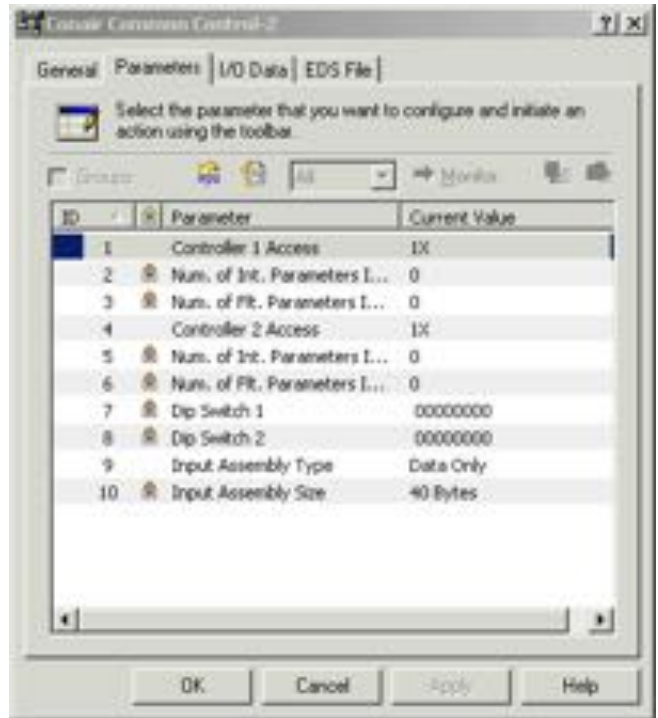 Conair Common Control-2
General Parameters I/O Data EDS File
Select the parameter that you want to configure and initiate an
action using the toolbar.
Groups All Monitor
ID Parameter Current Value
1 Controller 1 Access 1X
2 Num. of Int. Parameters I... 0
3 Num. of Flt. Parameters I... 0
4 Controller 2 Access 1X
5 Num. of Int. Parameters I... 0
6 Num. of Flt. Parameters I... 0
7 Dip Switch 1 00000000
8 Dip Switch 2 00000000
9 Input Assembly Type Data Only
10 Input Assembly Size 40 Bytes
OK Cancel Apply Help